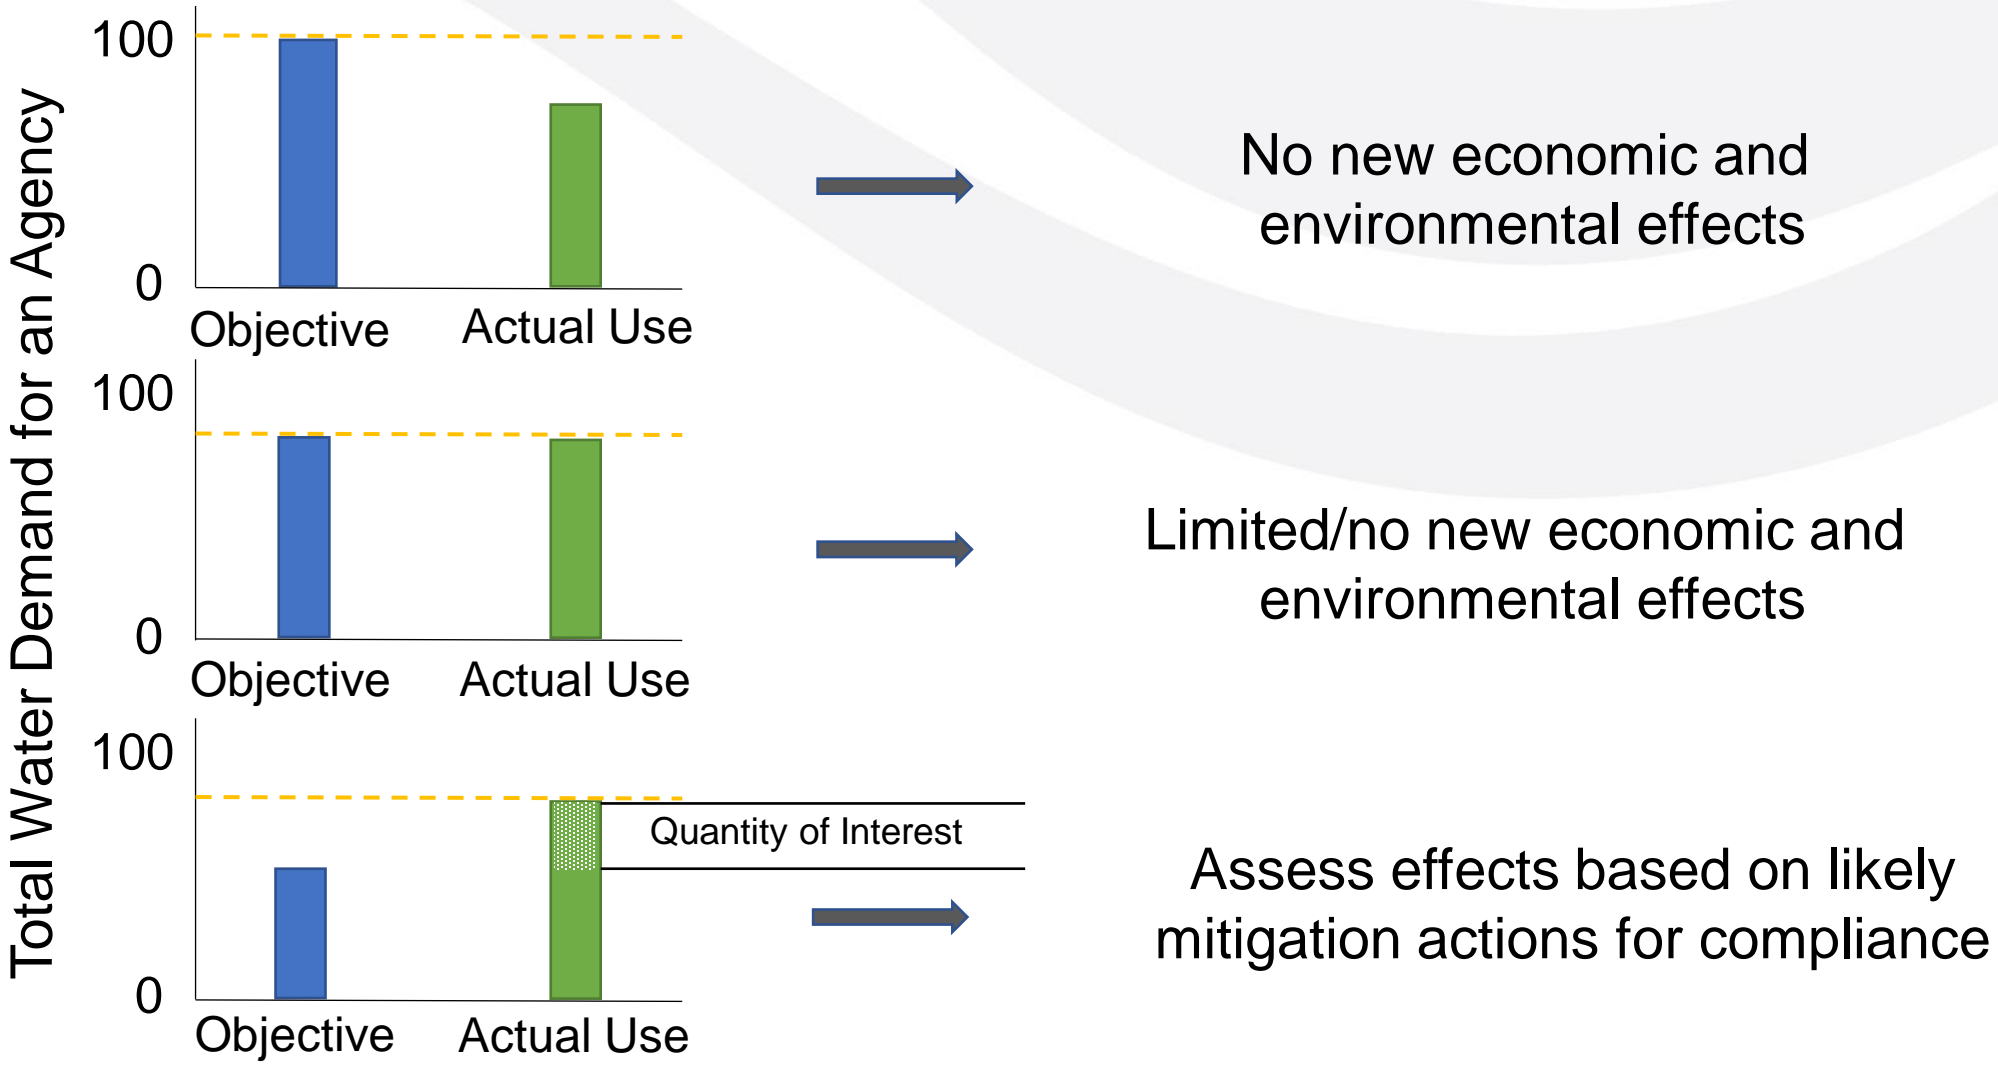 Total Water Demand for an Agency
100
0
Objective
Actual Use
No new economic and
environmental effects
100
0
Objective
Actual Use
Limited/no new economic and
environmental effects
100
0
Objective
Actual Use
Quantity of Interest
Assess effects based on likely
mitigation actions for compliance